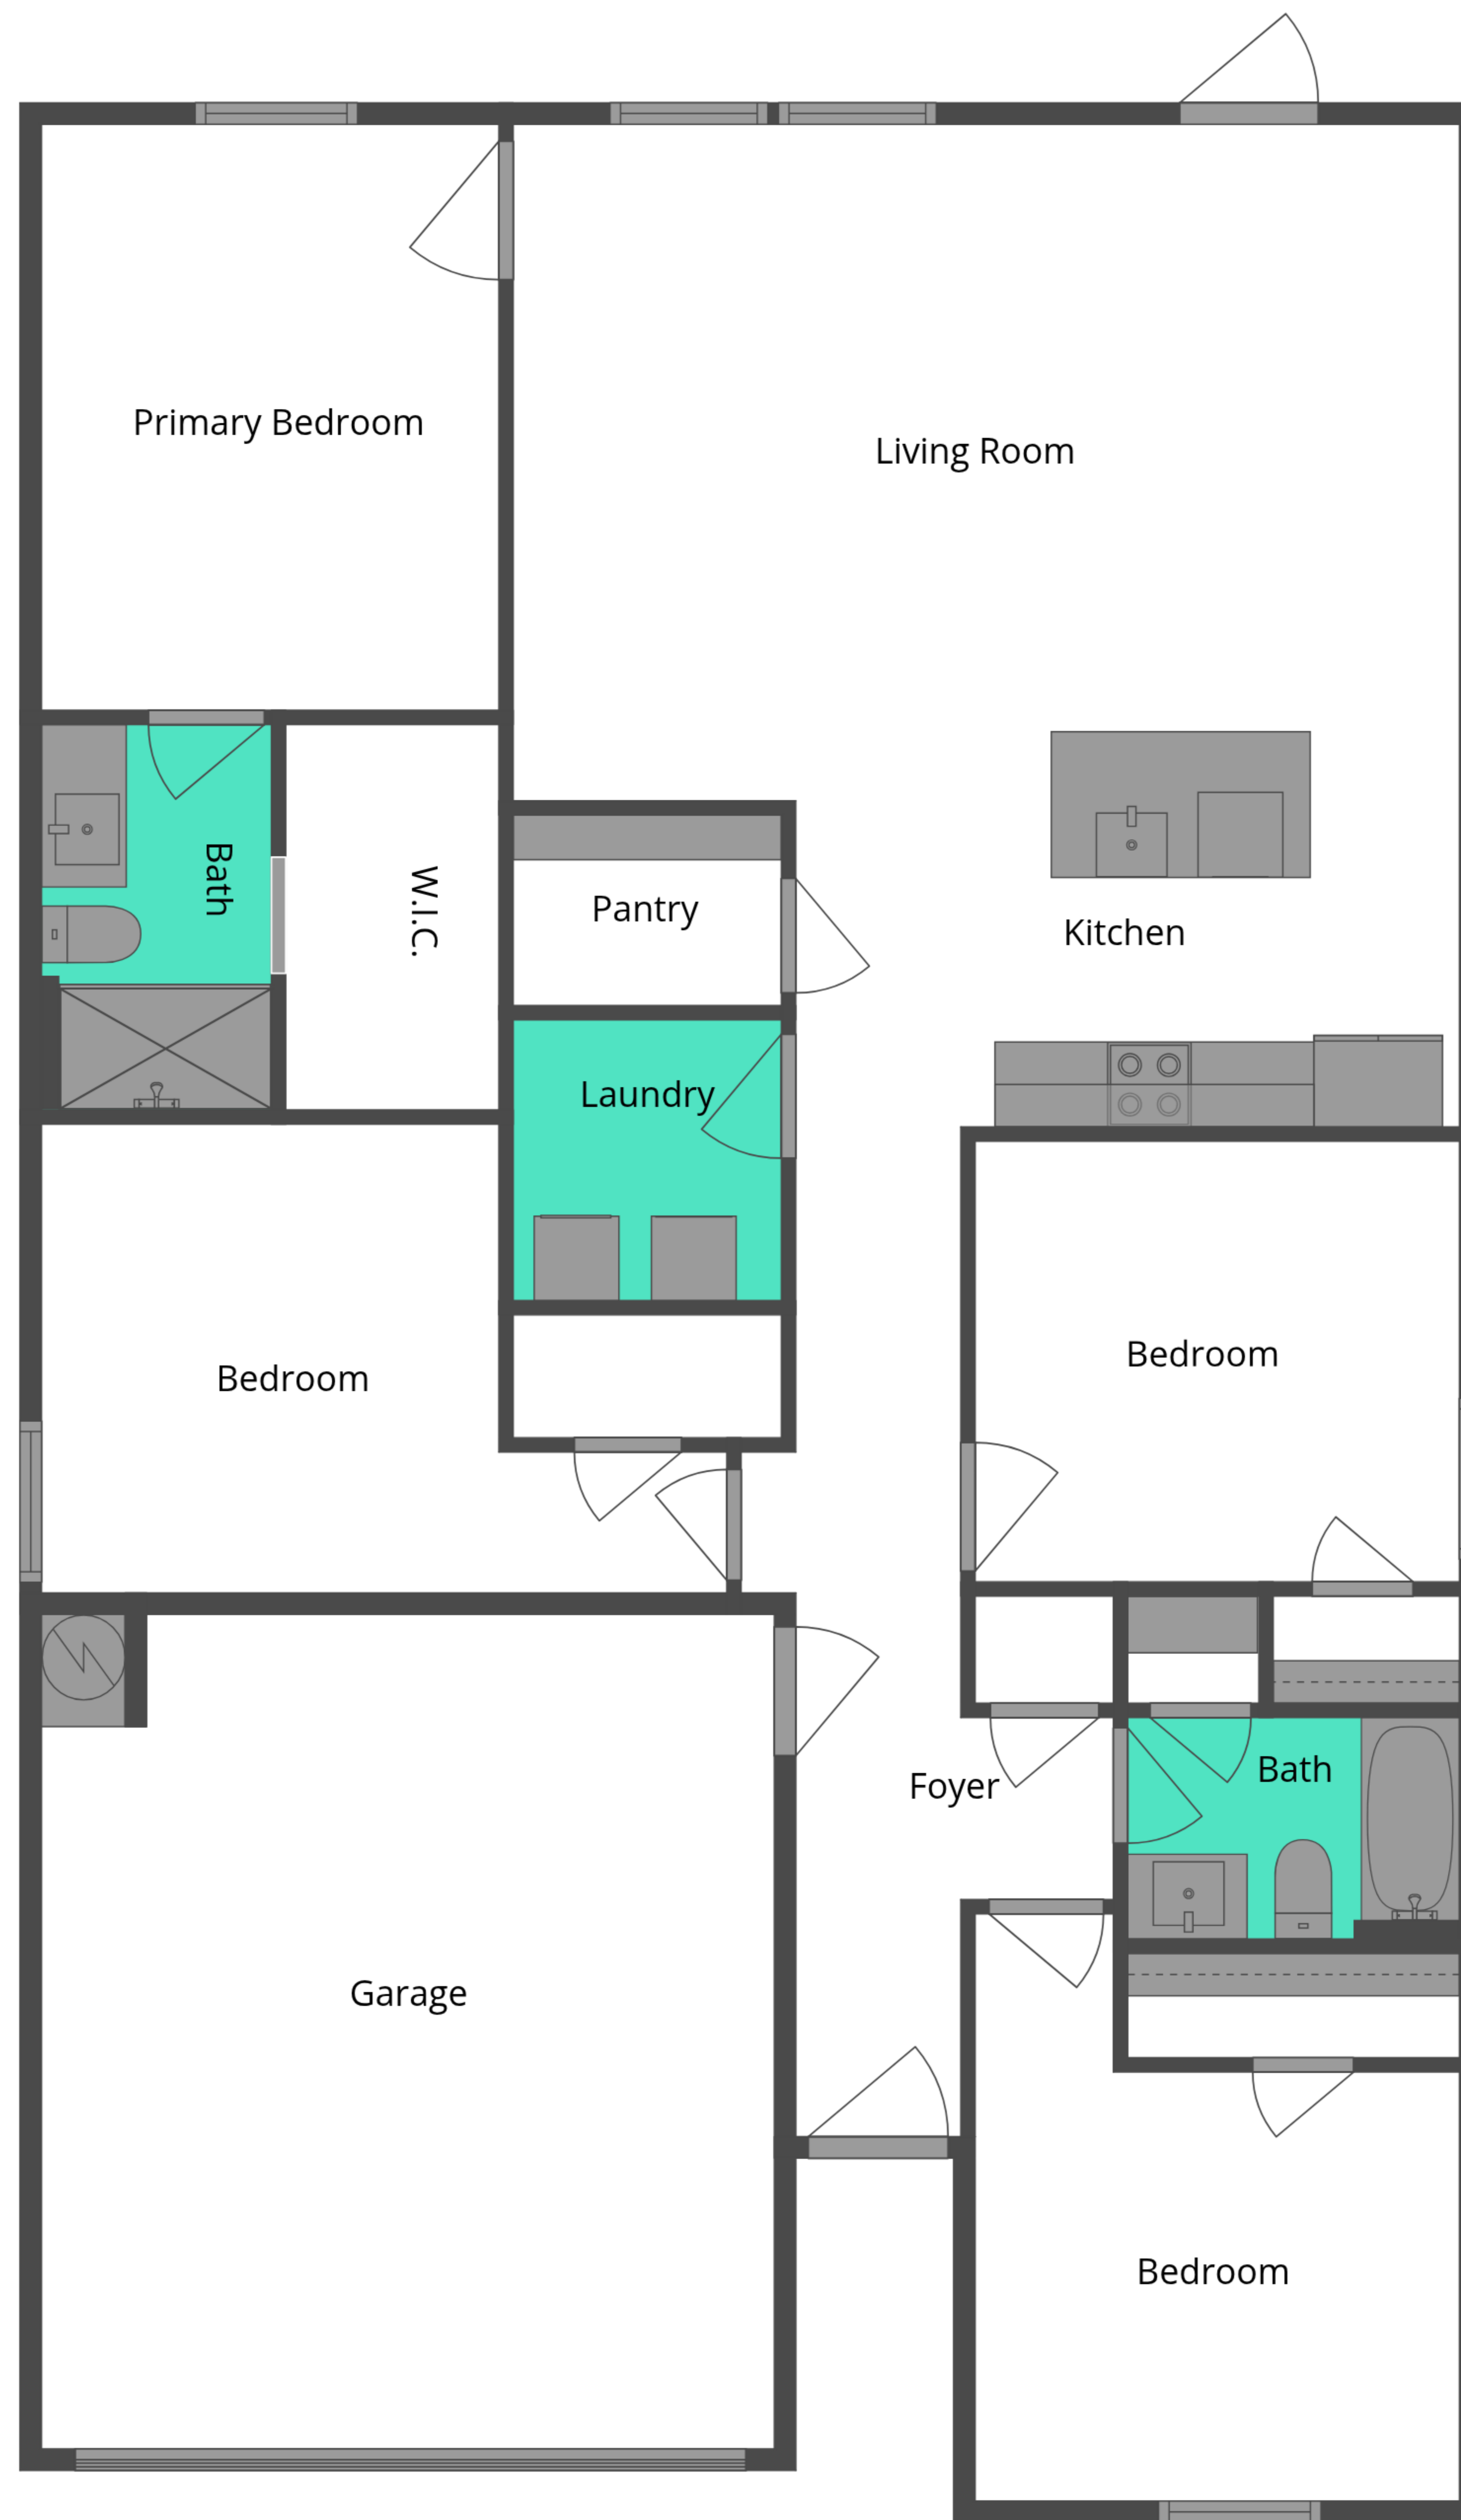 Primary Bedroom
Living Room
Bath
W.I.C.
Pantry
Kitchen
Laundry
Bedroom
Bedroom
Foyer
Bath
Garage
Bedroom